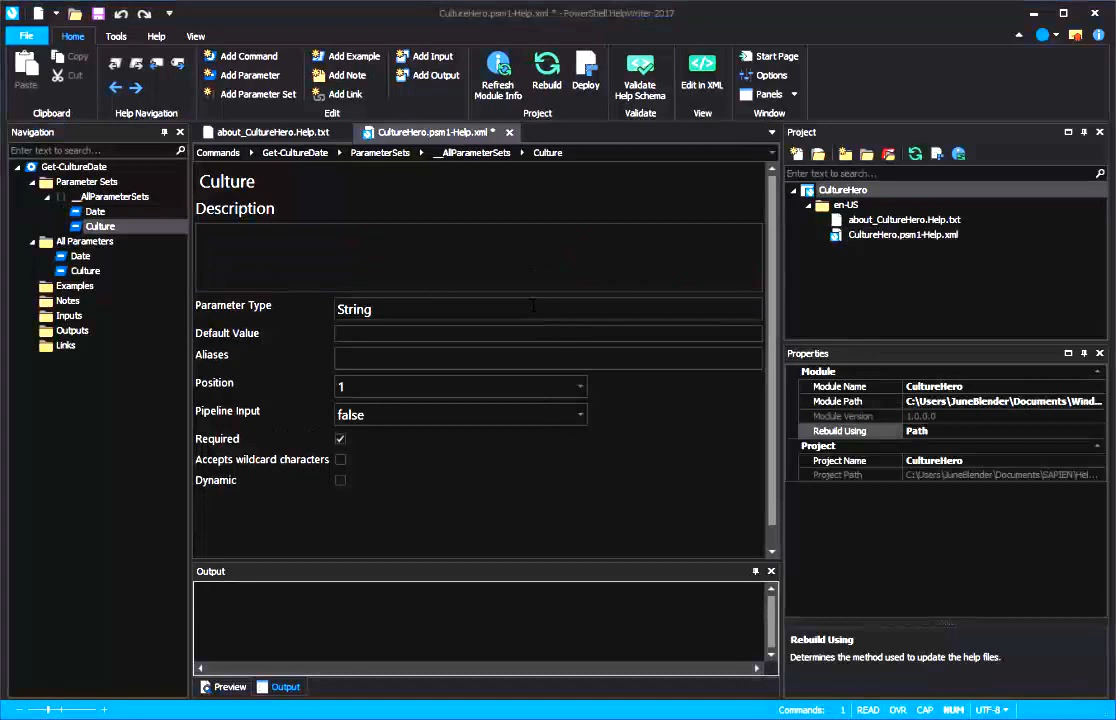 CultureHero.psm1-Help.xml * - PowerShell HelpWriter 2017
File Home Tools Help View
Paste
Copy
Cut
Clipboard
Help Navigation
Add Command
Add Parameter
Add Parameter Set
Add Example
Add Note
Add Link
Add Input
Add Output
Edit
Refresh
Module Info
Rebuild
Deploy
Project
Validate
Help Schema
Validate
Edit in XML
View
Start Page
Options
Panels
Window
Navigation
Enter text to search...
Get-CultureDate
Parameter Sets
__AllParameterSets
Date
Culture
All Parameters
Date
Culture
Examples
Notes
Inputs
Outputs
Links
about_CultureHero.Help.txt
CultureHero.psm1-Help.xml *
Commands Get-CultureDate ParameterSets __AllParameterSets Culture
Culture
Description
Parameter Type String
Default Value
Aliases
Position 1
Pipeline Input false
Required
Accepts wildcard characters
Dynamic
Output
Preview Output
Project
Enter text to search...
CultureHero
en-US
about_CultureHero.Help.txt
CultureHero.psm1-Help.xml
Properties
Module
Module Name CultureHero
Module Path C:\Users\JuneBlender\Documents\Wind...
Module Version 1.0.0.0
Rebuild Using Path
Project
Project Name CultureHero
Project Path C:\Users\JuneBlender\Documents\SAPIEN\Hel...
Rebuild Using
Determines the method used to update the help files.
Commands: 1 READ OVR CAP NUM UTF-8